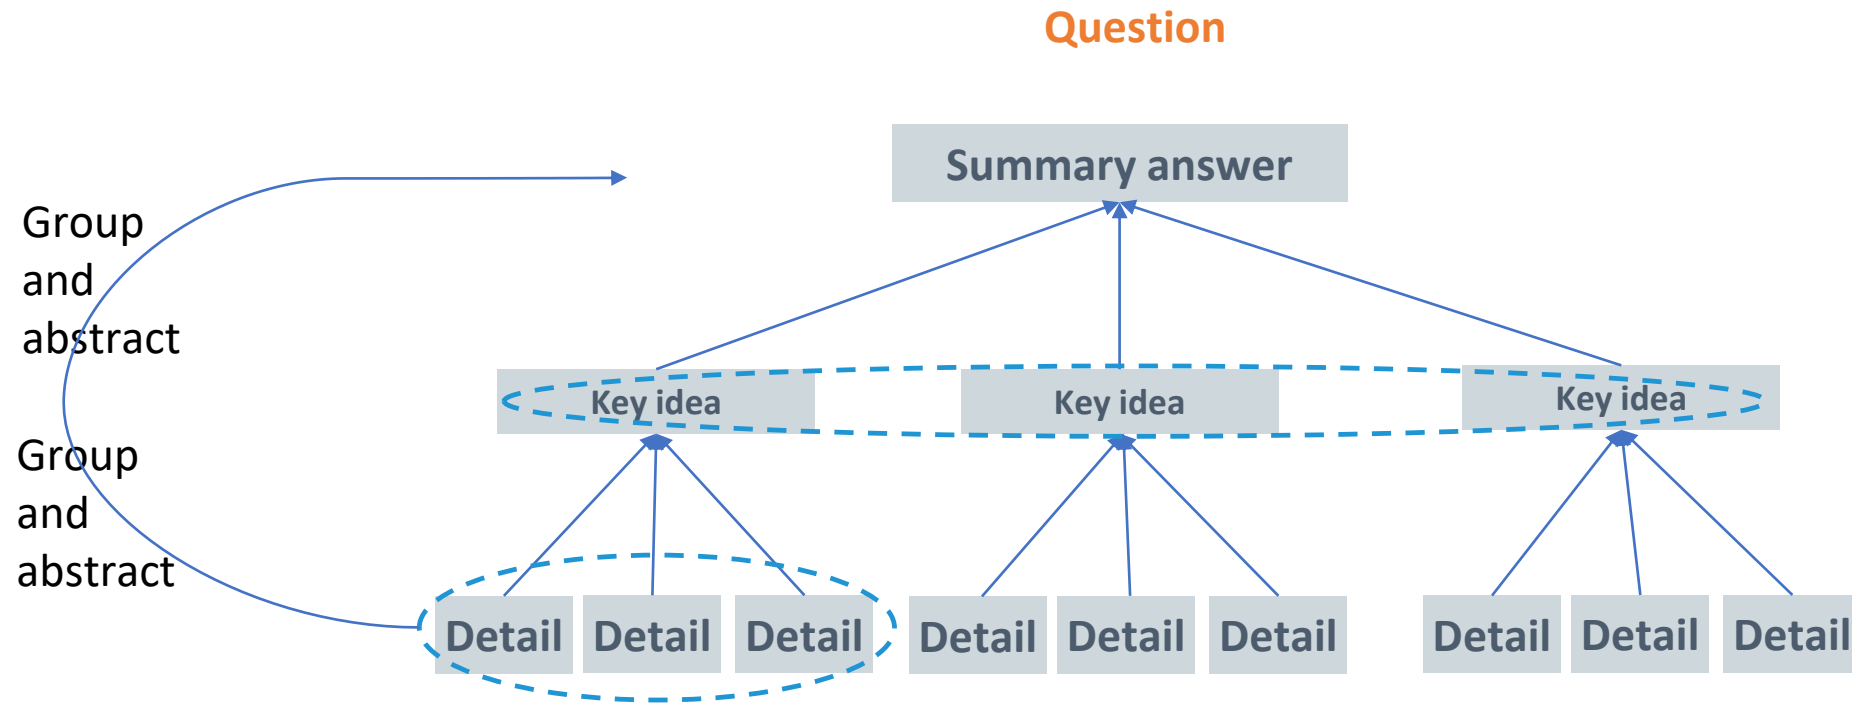 Question
Summary answer
Group
and
abstract
Key idea
Key idea
Key idea
Group
and
abstract
Detail
Detail
Detail
Detail
Detail
Detail
Detail
Detail
Detail